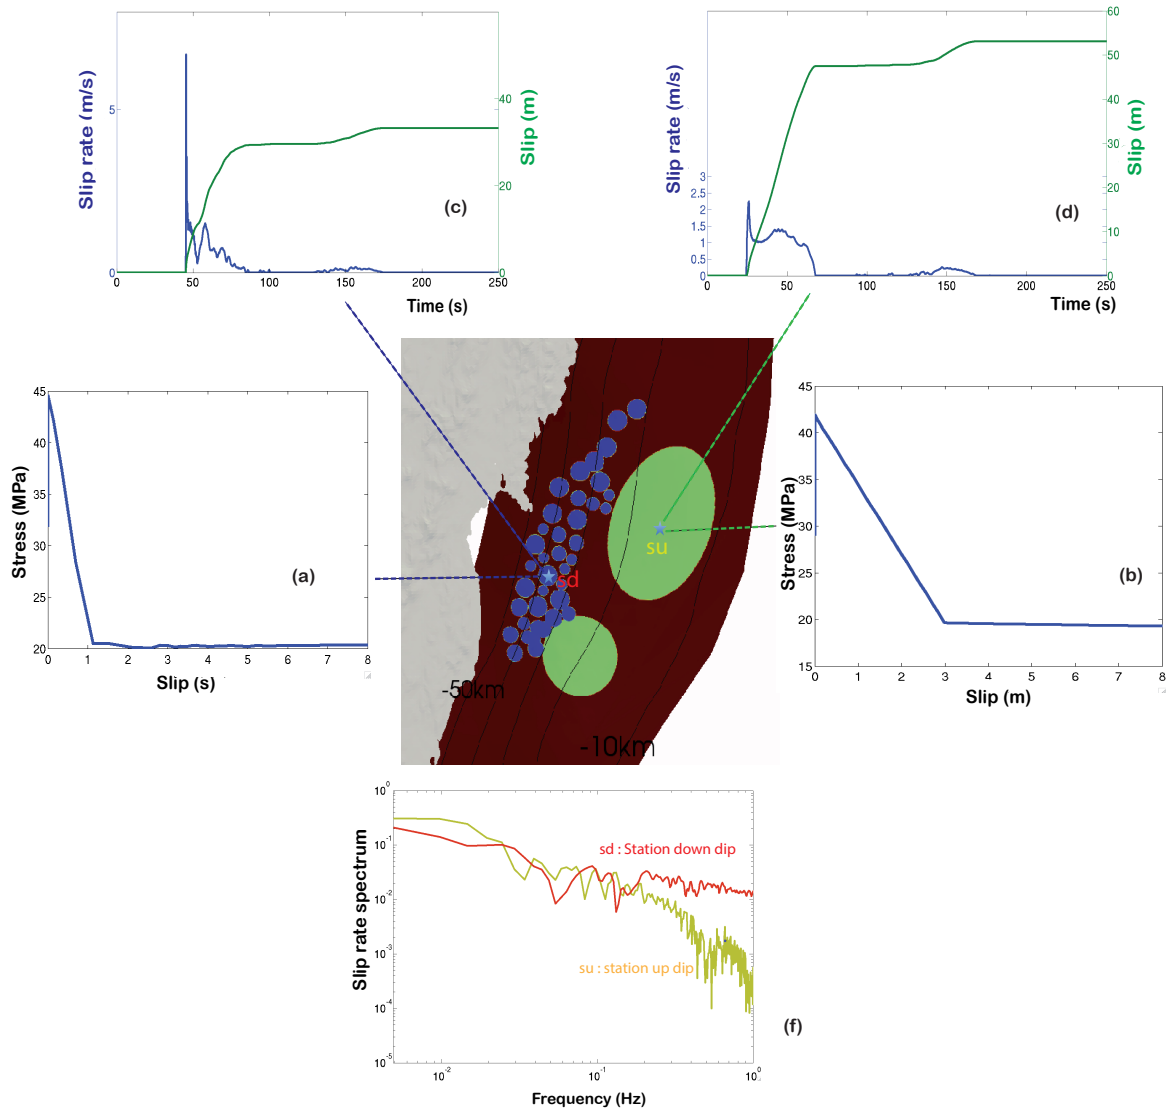 Slip rate (m/s)
5
0
40
20
0
Slip (m)
(c)
0
50
100
150
200
250
Time (s)
Slip rate (m/s)
3
2.5
2
1.5
1
0.5
0
60
50
40
30
20
10
0
Slip (m)
(d)
0
50
100
150
200
250
Time (s)
Stress (MPa)
45
40
35
30
25
20
(a)
0 1 2 3 4 5 6 7 8
Slip (s)
sd
su
-50km
-10km
Stress (MPa)
45
40
35
30
25
20
15
(b)
0 1 2 3 4 5 6 7 8
Slip (m)
Slip rate spectrum
10^0
10^-1
10^-2
10^-3
10^-4
10^-5
sd : Station down dip
su : station up dip
(f)
10^-2
10^-1
10^0
Frequency (Hz)